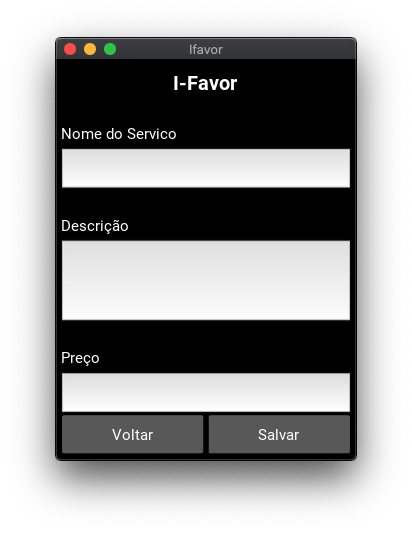 Ifavor
I-Favor
Nome do Servico
Descrição
Preço
Voltar Salvar